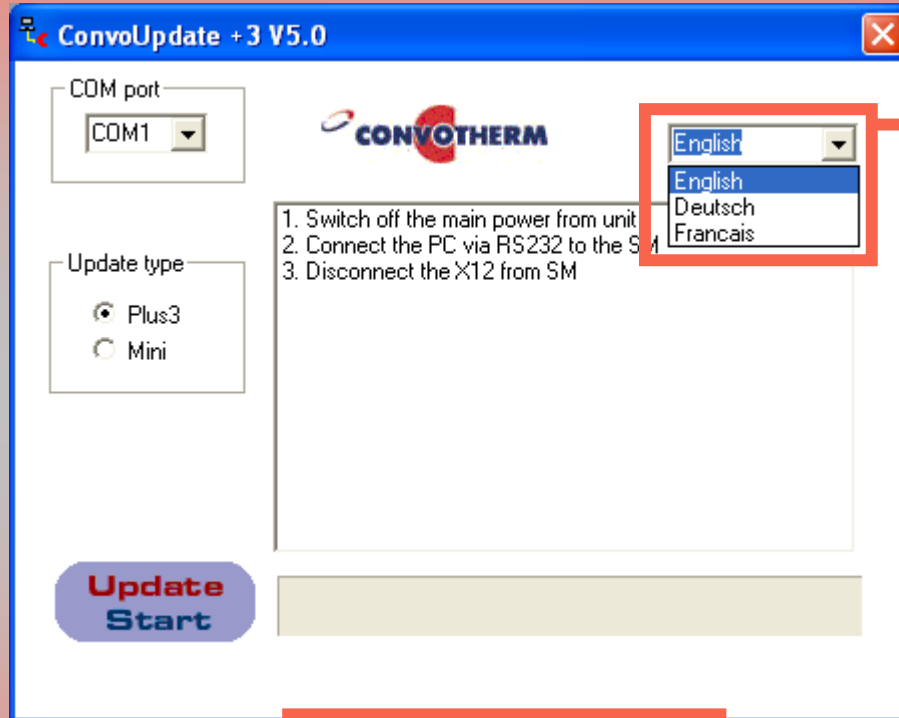 ConvoUpdate +3 V5.0
COM port
COM1
CONVOTHERM
English
English
Deutsch
Francais
1. Switch off the main power from unit
2. Connect the PC via RS232 to the SM
3. Disconnect the X12 from SM
Update type
Plus3
Mini
Update
Start